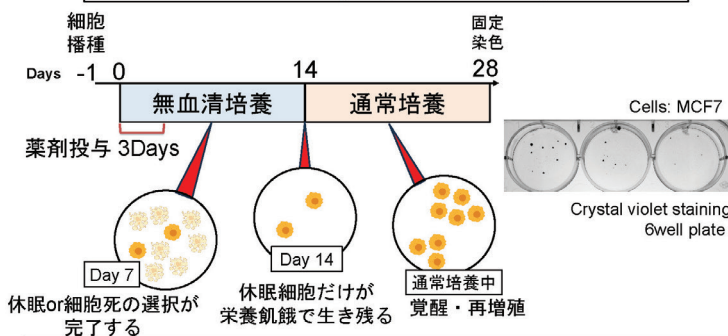 細胞
播種
固定
染色
Days -1 0 14 28
無血清培養 通常培養
薬剤投与 3Days
Cells: MCF7
Crystal violet staining
6well plate
Day 7
休眠or細胞死の選択が
完了する
Day 14
休眠細胞だけが
栄養飢餓で生き残る
通常培養中
覚醒・再増殖